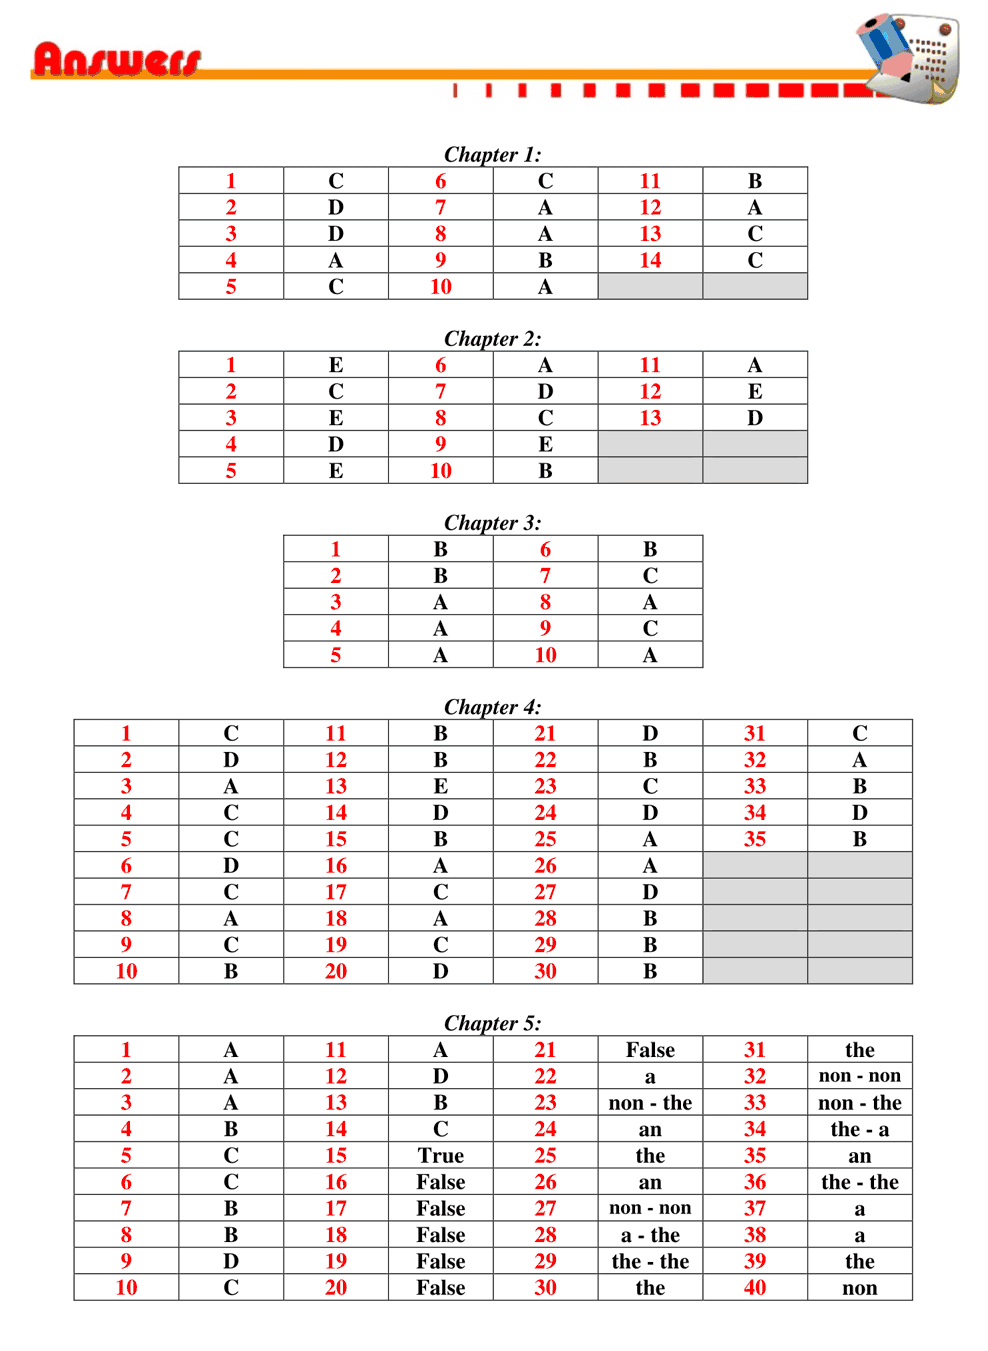 Answers
Chapter 1:
1 C 6 C 11 B
2 D 7 A 12 A
3 D 8 A 13 C
4 A 9 B 14 C
5 C 10 A
Chapter 2:
1 E 6 A 11 A
2 C 7 D 12 E
3 E 8 C 13 D
4 D 9 E
5 E 10 B
Chapter 3:
1 B 6 B
2 B 7 C
3 A 8 A
4 A 9 C
5 A 10 A
Chapter 4:
1 C 11 B 21 D 31 C
2 D 12 B 22 B 32 A
3 A 13 E 23 C 33 B
4 C 14 D 24 D 34 D
5 C 15 B 25 A 35 B
6 D 16 A 26 A
7 C 17 C 27 D
8 A 18 A 28 B
9 C 19 C 29 B
10 B 20 D 30 B
Chapter 5:
1 A 11 A 21 False 31 the
2 A 12 D 22 a 32 non - non
3 A 13 B 23 non - the 33 non - the
4 B 14 C 24 an 34 the - a
5 C 15 True 25 the 35 an
6 C 16 False 26 an 36 the - the
7 B 17 False 27 non - non 37 a
8 B 18 False 28 a - the 38 a
9 D 19 False 29 the - the 39 the
10 C 20 False 30 the 40 non